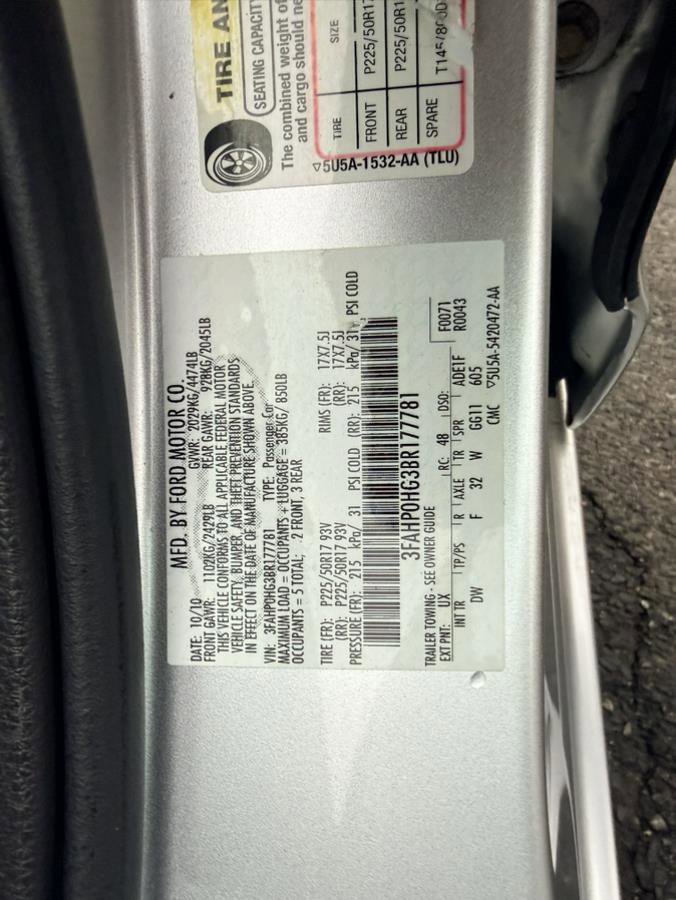 MFD. BY FORD MOTOR CO.
DATE: 10/10 GVWR: 2029KG/4474LB
FRONT GAWR: 1102KG/2429LB REAR GAWR: 928KG/2045LB
THIS VEHICLE CONFORMS TO ALL APPLICABLE FEDERAL MOTOR
VEHICLE SAFETY, BUMPER, AND THEFT PREVENTION STANDARDS
IN EFFECT ON THE DATE OF MANUFACTURE SHOWN ABOVE.
VIN: 3FAHP0HG3BR177781 TYPE: Passenger Car
MAXIMUM LOAD = OCCUPANTS + LUGGAGE = 385KG/ 850LB
OCCUPANTS = 5 TOTAL; 2 FRONT, 3 REAR
TIRE (FR): P225/50R17 93V RIMS (FR): 17X7.5J
(RR): P225/50R17 93V (RR): 17X7.5J
PRESSURE (FR): 215 kPa/ 31 PSI COLD (RR): 215 kPa/ 31 PSI COLD
3FAHP0HG3BR177781
TRAILER TOWING - SEE OWNER GUIDE F0071
EXT PNT: UX RC: 48 DSO: R0043
INT TR TP/PS R AXLE TR SPR ADE1F
DW F 32 W GG11 605
CMC ▽5U5A-5420472-AA
TIRE AN
SEATING CAPACITY
The combined weight of
and cargo should ne
TIRE SIZE
FRONT P225/50R17
REAR P225/50R1
SPARE T145/80D
▽5U5A-1532-AA (TLU)